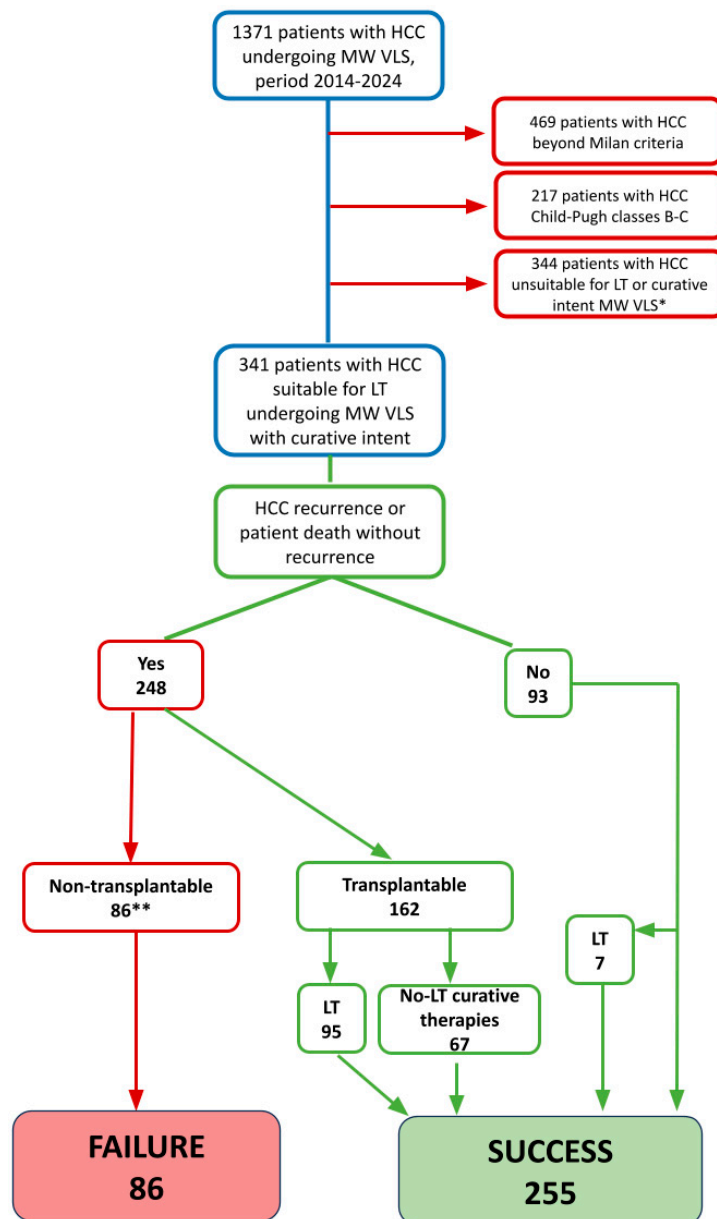 1371 patients with HCC
undergoing MW VLS,
period 2014-2024
469 patients with HCC
beyond Milan criteria
217 patients with HCC
Child-Pugh classes B-C
344 patients with HCC
unsuitable for LT or curative
intent MW VLS*
341 patients with HCC
suitable for LT
undergoing MW VLS
with curative intent
HCC recurrence or
patient death without
recurrence
Yes
248
No
93
Non-transplantable
86**
Transplantable
162
LT
7
LT
95
No-LT curative
therapies
67
FAILURE
86
SUCCESS
255